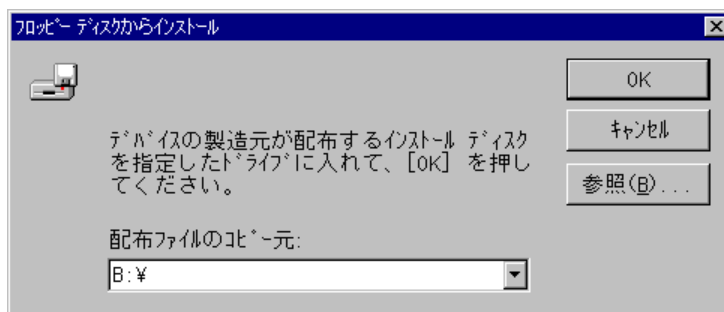 フロッピー ディスクからインストール
OK
デバイスの製造元が配布するインストール ディスク
を指定したドライブに入れて、[OK] を押し
てください。
キャンセル
参照(B)...
配布ファイルのコピー元:
B:¥